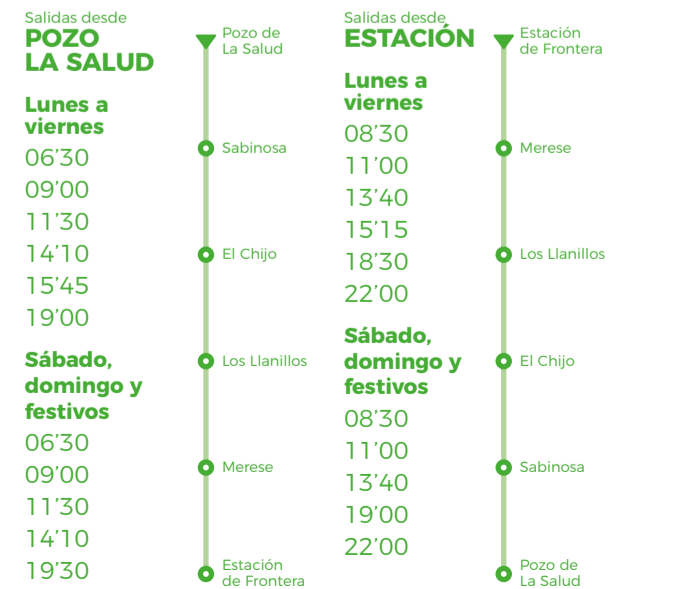 Salidas desde
POZO
LA SALUD
Lunes a
viernes
06’30
09’00
11’30
14’10
15’45
19’00
Sábado,
domingo y
festivos
06’30
09’00
11’30
14’10
19’30
Pozo de
La Salud
Sabinosa
El Chijo
Los Llanillos
Merese
Estación
de Frontera
Salidas desde
ESTACIÓN
Lunes a
viernes
08’30
11’00
13’40
15’15
18’30
22’00
Sábado,
domingo y
festivos
08’30
11’00
13’40
19’00
22’00
Estación
de Frontera
Merese
Los Llanillos
El Chijo
Sabinosa
Pozo de
La Salud